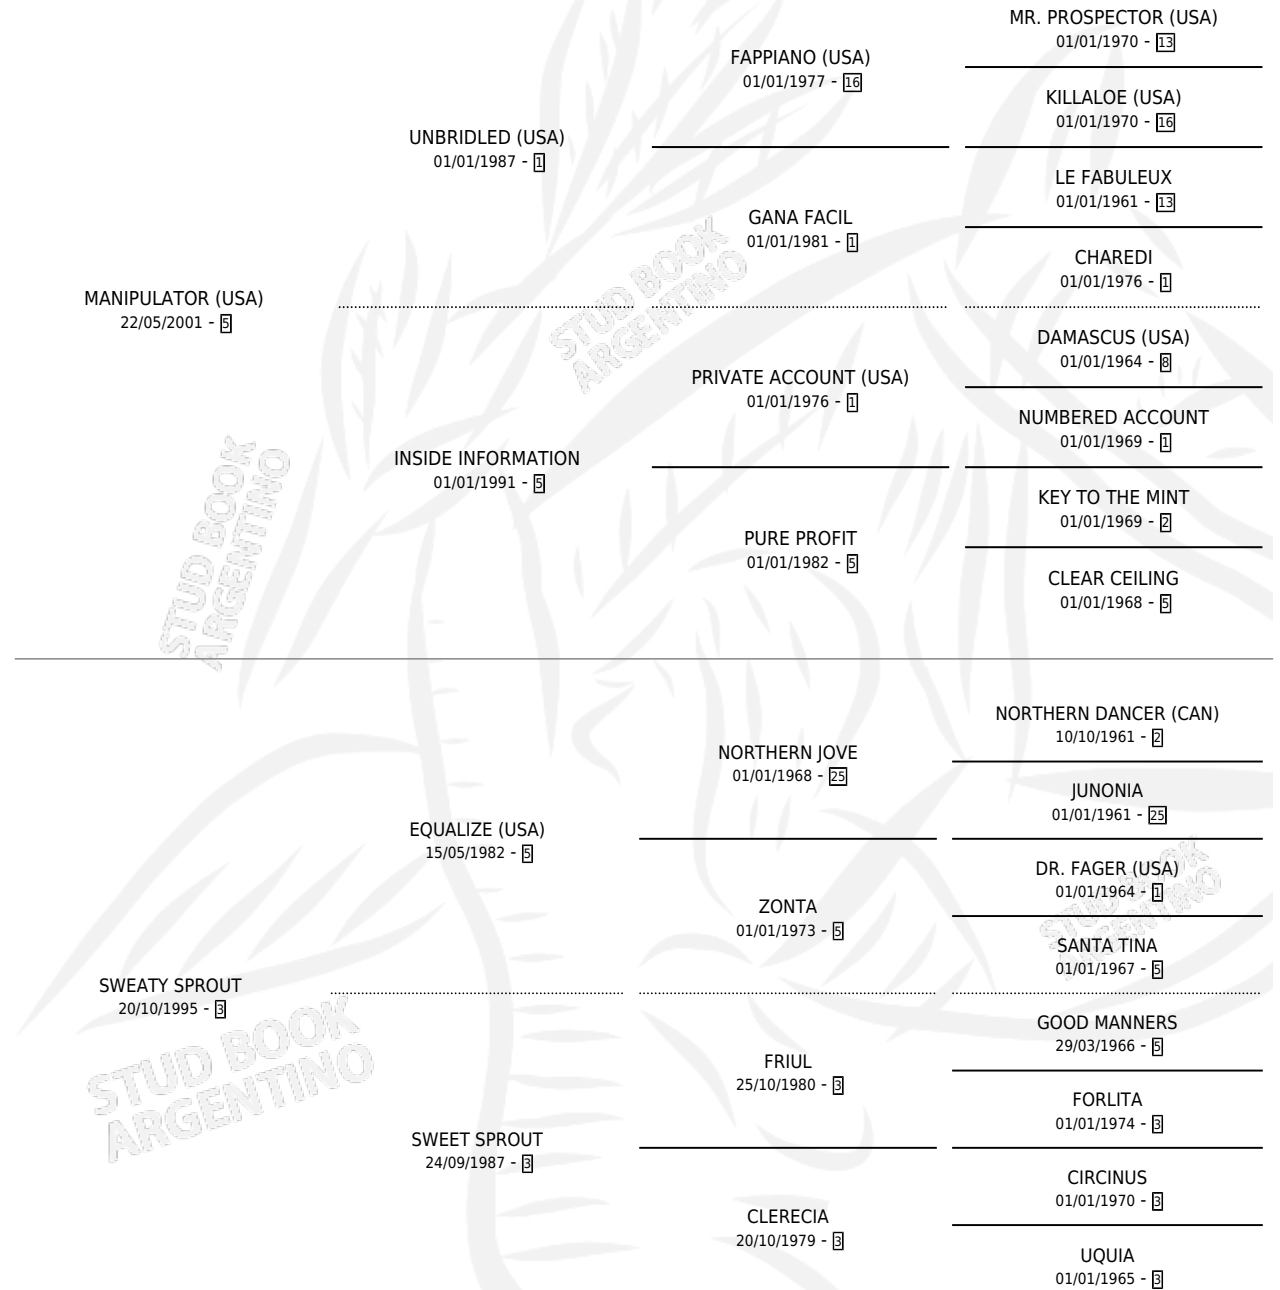 MR. PROSPECTOR (USA)
01/01/1970 - 13
FAPPIANO (USA)
01/01/1977 - 16
KILLALOE (USA)
01/01/1970 - 16
UNBRIDLED (USA)
01/01/1987 - 1
LE FABULEUX
01/01/1961 - 13
GANA FACIL
01/01/1981 - 1
CHAREDI
01/01/1976 - 1
MANIPULATOR (USA)
22/05/2001 - 5
DAMASCUS (USA)
01/01/1964 - 8
PRIVATE ACCOUNT (USA)
01/01/1976 - 1
NUMBERED ACCOUNT
01/01/1969 - 1
INSIDE INFORMATION
01/01/1991 - 5
KEY TO THE MINT
01/01/1969 - 2
PURE PROFIT
01/01/1982 - 5
CLEAR CEILING
01/01/1968 - 5
NORTHERN DANCER (CAN)
10/10/1961 - 2
NORTHERN JOVE
01/01/1968 - 25
JUNONIA
01/01/1961 - 25
EQUALIZE (USA)
15/05/1982 - 5
DR. FAGER (USA)
01/01/1964 - 1
ZONTA
01/01/1973 - 5
SANTA TINA
01/01/1967 - 5
SWEATY SPROUT
20/10/1995 - 3
GOOD MANNERS
29/03/1966 - 5
FRIUL
25/10/1980 - 3
FORLITA
01/01/1974 - 3
SWEET SPROUT
24/09/1987 - 3
CIRCINUS
01/01/1970 - 3
CLERECIA
20/10/1979 - 3
UQUIA
01/01/1965 - 3
STUD BOOK
ARGENTINO
STUD BOOK
ARGENTINO
STUD BOOK
ARGENTINO
STUD BOOK
ARGENTINO